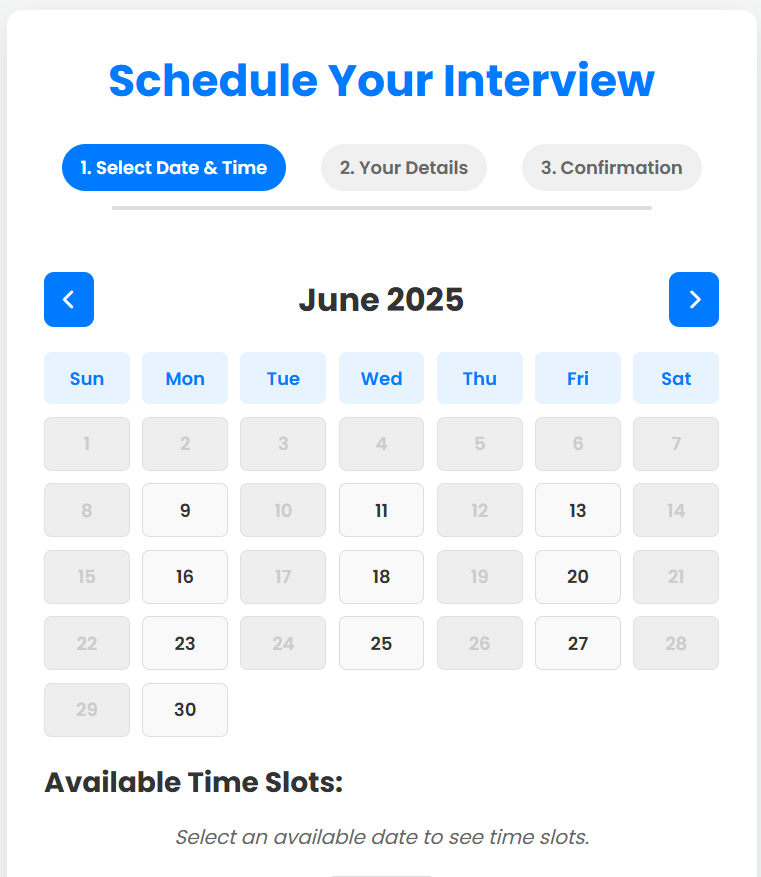 Schedule Your Interview
1. Select Date & Time 2. Your Details 3. Confirmation
June 2025
Sun Mon Tue Wed Thu Fri Sat
1 2 3 4 5 6 7
8 9 10 11 12 13 14
15 16 17 18 19 20 21
22 23 24 25 26 27 28
29 30
Available Time Slots:
Select an available date to see time slots.